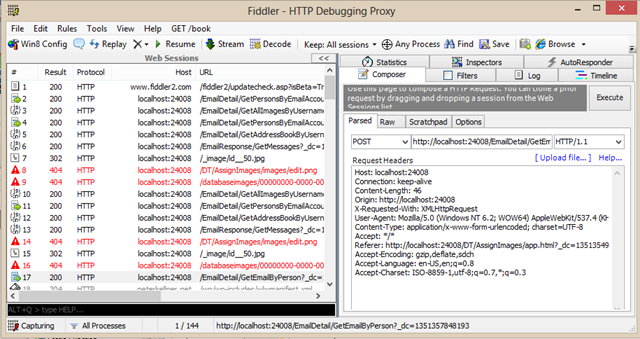 Fiddler - HTTP Debugging Proxy
File Edit Rules Tools View Help GET /book
Win8 Config Replay Resume Stream Decode Keep: All sessions Any Process Find Save Browse
Web Sessions <<
# Result Protocol Host URL
1 200 HTTP www.fiddler2.com /fiddler2/updatecheck.asp?isBeta=Tr
2 200 HTTP localhost:24008 /EmailDetail/GetPersonsByEmailAccou
3 200 HTTP localhost:24008 /EmailDetail/GetAllImagesByUsernam
4 200 HTTP localhost:24008 /EmailDetail/GetPersonsByEmailAccou
5 200 HTTP localhost:24008 /EmailDetail/GetAddressBookByUsern
6 200 HTTP localhost:24008 /EmailResponse/GetMessages?_dc=1
7 302 HTTP localhost:24008 /_image/id__50.jpg
8 404 HTTP localhost:24008 /DT/AssignImages/images/edit.png
9 404 HTTP localhost:24008 /databaseimages/00000000-0000-00
10 200 HTTP localhost:24008 /EmailDetail/GetAllImagesByUsernam
11 200 HTTP localhost:24008 /EmailDetail/GetAddressBookByUsern
12 200 HTTP localhost:24008 /EmailDetail/GetPersonsByEmailAccou
13 200 HTTP localhost:24008 /EmailResponse/GetMessages?_dc=1
14 404 HTTP localhost:24008 /DT/AssignImages/images/edit.png
15 302 HTTP localhost:24008 /_image/id__50.jpg
16 404 HTTP localhost:24008 /databaseimages/00000000-0000-00
17 200 HTTP localhost:24008 /EmailDetail/GetEmailByPerson?_dc=
ALT+Q > type HELP...
Capturing All Processes 1 / 144 http://localhost:24008/EmailDetail/GetEmailByPerson?_dc=1351357848193
Statistics Inspectors AutoResponder
Composer Filters Log Timeline
Use this page to compose a HTTP Request. You can clone a prior
request by dragging and dropping a session from the Web
Sessions list.
Execute
Parsed Raw Scratchpad Options
POST http://localhost:24008/EmailDetail/GetEm HTTP/1.1
Request Headers [ Upload file... ] Help...
Host: localhost:24008
Connection: keep-alive
Content-Length: 46
Origin: http://localhost:24008
X-Requested-With: XMLHttpRequest
User-Agent: Mozilla/5.0 (Windows NT 6.2; WOW64) AppleWebKit/537.4 (KH
Content-Type: application/x-www-form-urlencoded; charset=UTF-8
Accept: */*
Referer: http://localhost:24008/DT/AssignImages/app.html?_dc=13513549
Accept-Encoding: gzip,deflate,sdch
Accept-Language: en-US,en;q=0.8
Accept-Charset: ISO-8859-1,utf-8;q=0.7,*;q=0.3